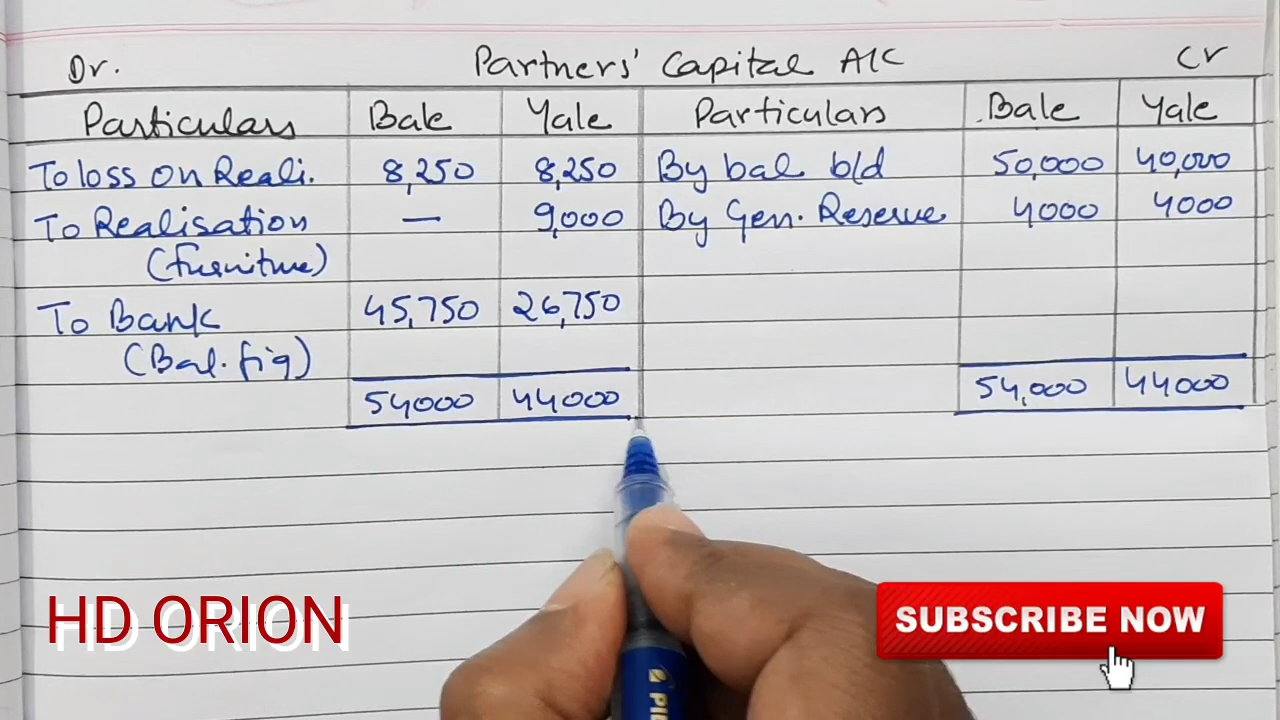 Dr. Partners' Capital A/C Cr
Particulars Bale Yale Particulars Bale Yale
To loss on Reali. 8,250 8,250 By bal b/d 50,000 40,000
To Realisation — 9,000 By Gen. Reserve 4000 4000
(furniture)
To Bank 45,750 26,750
(Bal. fig)
54000 44000 54,000 44000
HD ORION
SUBSCRIBE NOW